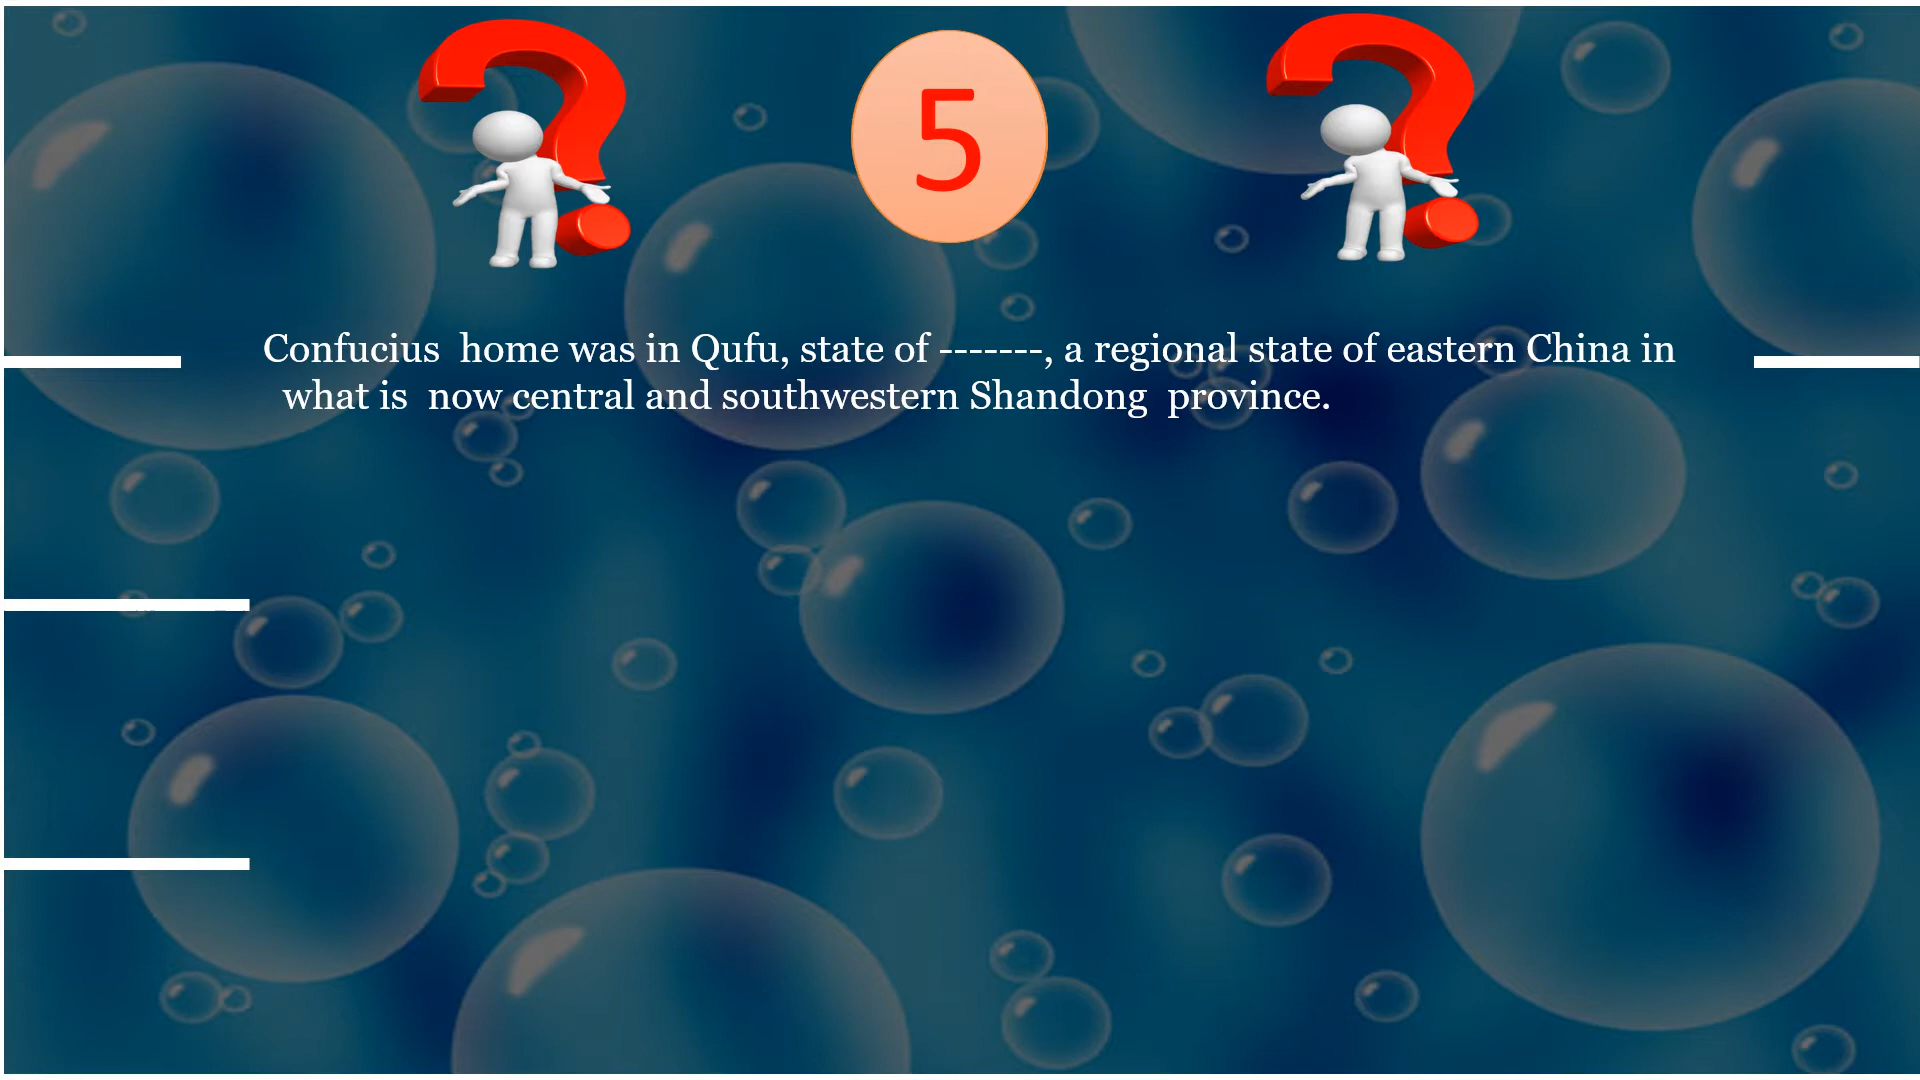 5
Confucius  home was in Qufu, state of -------, a regional state of eastern China in
what is  now central and southwestern Shandong  province.